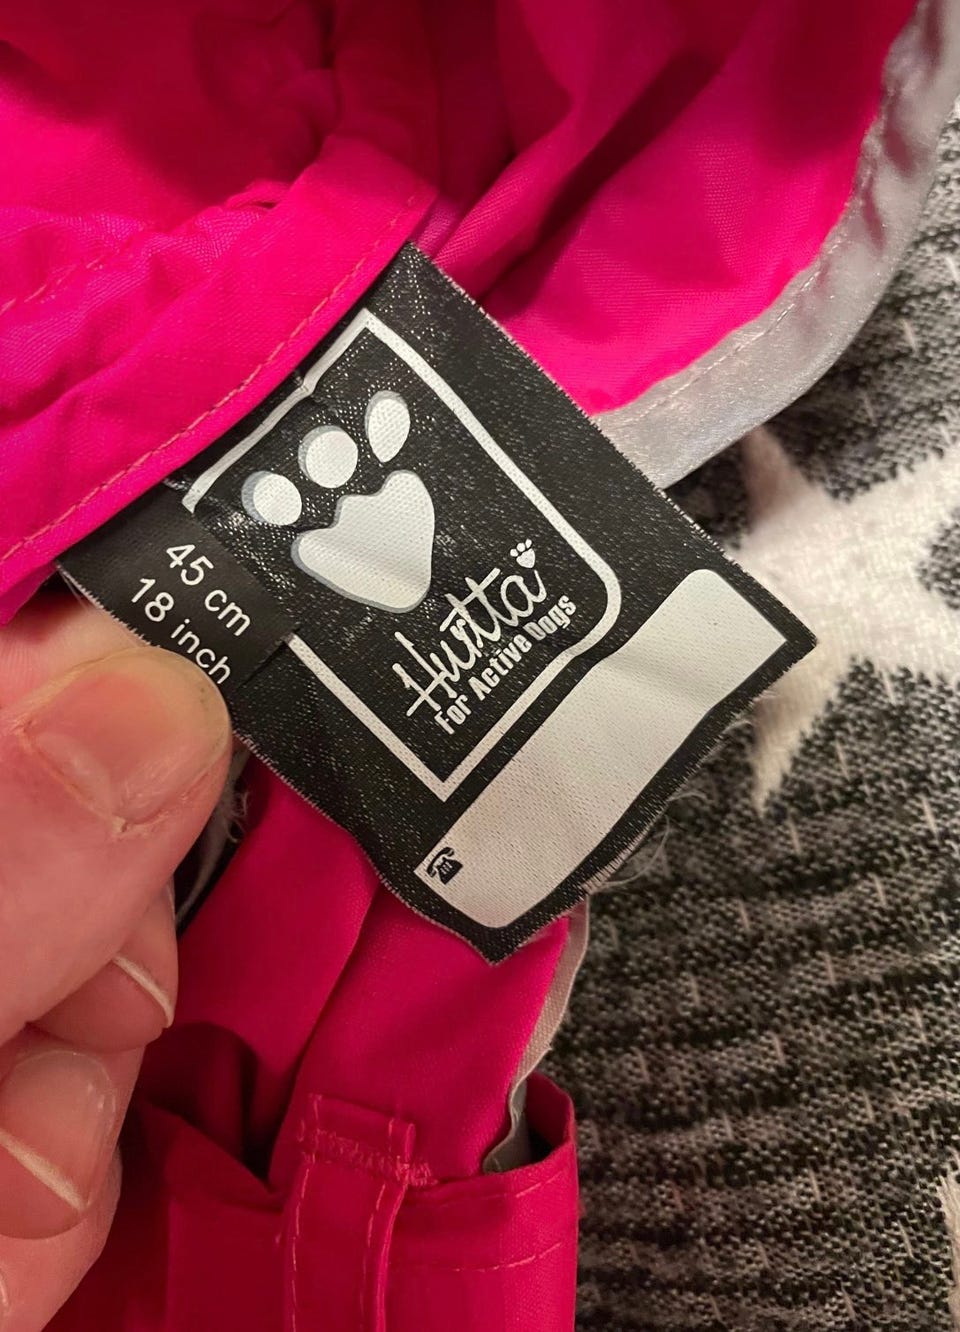 45 cm
18 inch
Hurtta
For Active Dogs